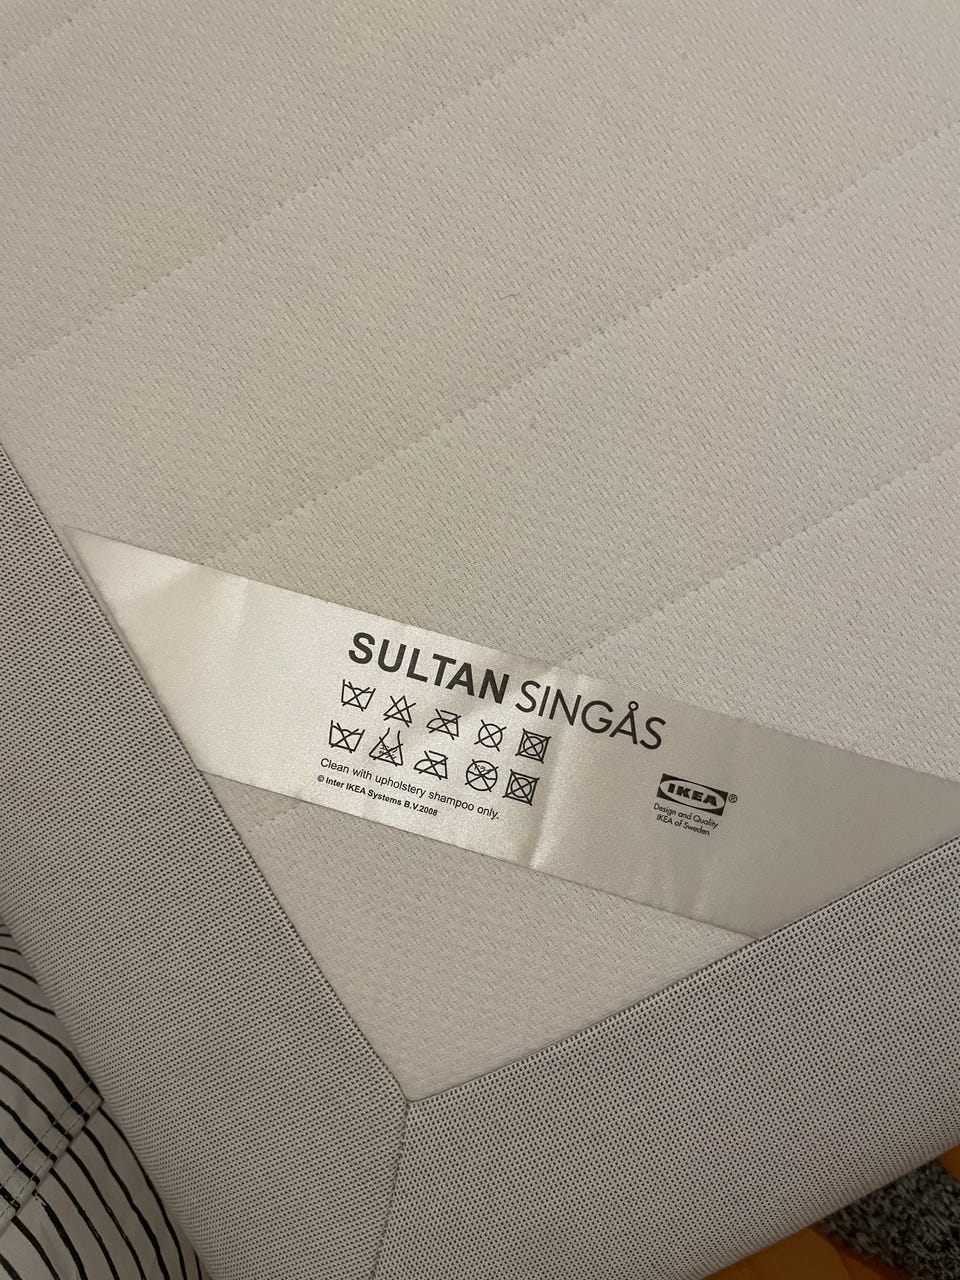 SULTAN SINGÅS
Clean with upholstery shampoo only.
© Inter IKEA Systems B.V.2008
IKEA®
Design and Quality
IKEA of Sweden